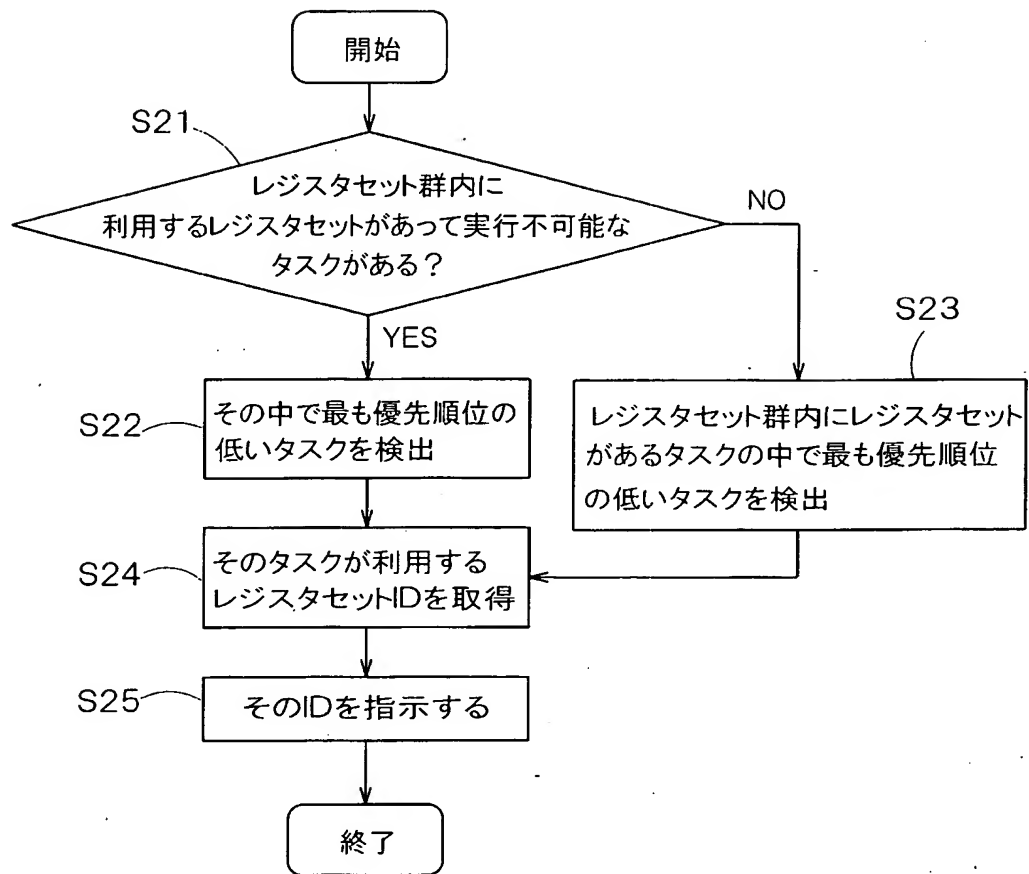 開始
S21
レジスタセット群内に
利用するレジスタセットがあって実行不可能な
タスクがある?
NO
YES
S23
S22
その中で最も優先順位の
低いタスクを検出
レジスタセット群内にレジスタセット
があるタスクの中で最も優先順位
の低いタスクを検出
S24
そのタスクが利用する
レジスタセットIDを取得
S25
そのIDを指示する
終了